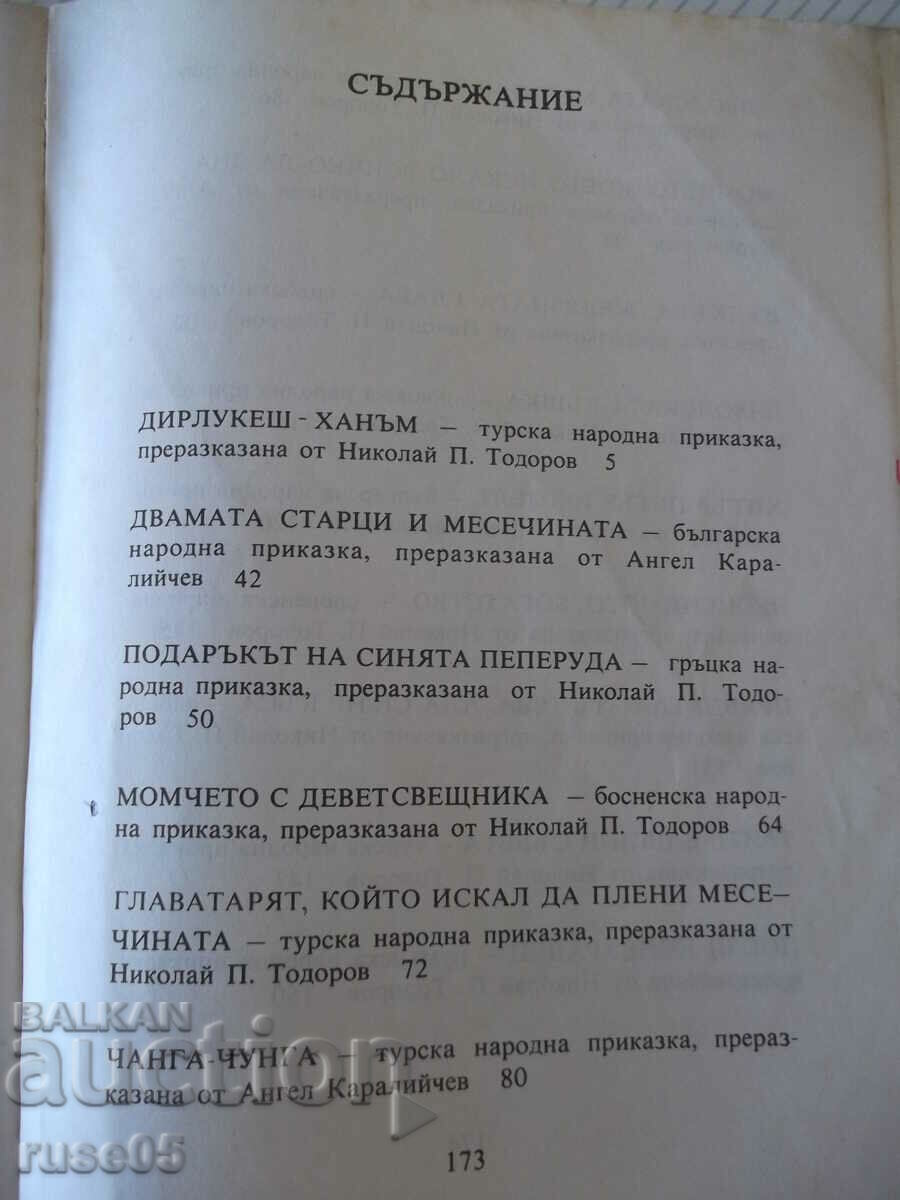 СЪДЪРЖАНИЕ
ДИРЛУКЕШ - ХАНЪМ — турска народна приказка,
преразказана от Николай П. Тодоров 5
ДВАМАТА СТАРЦИ И МЕСЕЧИНАТА — българска
народна приказка, преразказана от Ангел Кара-
лийчев 42
ПОДАРЪКЪТ НА СИНЯТА ПЕПЕРУДА — гръцка на-
родна приказка, преразказана от Николай П. Тодо-
ров 50
МОМЧЕТО С ДЕВЕТСВЕЩНИКА — босненска народ-
на приказка, преразказана от Николай П. Тодоров 64
ГЛАВАТАРЯТ, КОЙТО ИСКАЛ ДА ПЛЕНИ МЕСЕ-
ЧИНАТА — турска народна приказка, преразказана от
Николай П. Тодоров 72
ЧАНГА-ЧУНГА — турска народна приказка, прераз-
казана от Ангел Каралийчев 80
173
BALKAN
auction
ruse05